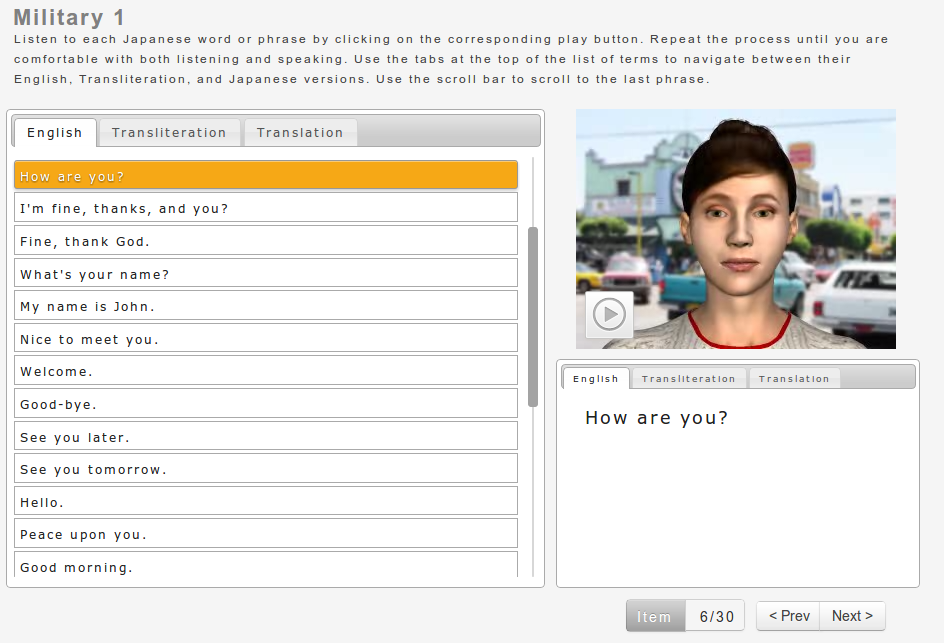 Military 1
Listen to each Japanese word or phrase by clicking on the corresponding play button. Repeat the process until you are
comfortable with both listening and speaking. Use the tabs at the top of the list of terms to navigate between their
English, Transliteration, and Japanese versions. Use the scroll bar to scroll to the last phrase.
English Transliteration Translation
How are you?
I'm fine, thanks, and you?
Fine, thank God.
What's your name?
My name is John.
Nice to meet you.
Welcome.
Good-bye.
See you later.
See you tomorrow.
Hello.
Peace upon you.
Good morning.
English Transliteration Translation
How are you?
Item 6/30 < Prev Next >